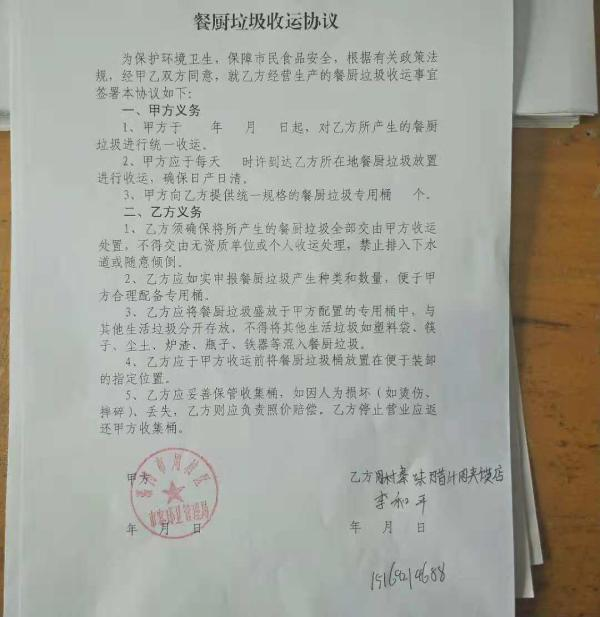 餐厨垃圾收运协议
为保护环境卫生，保障市民食品安全，根据有关政策法
规，经甲乙双方同意，就乙方经营生产的餐厨垃圾收运事宜
签署本协议如下：
一、甲方义务
1、甲方于 年 月 日起，对乙方所产生的餐厨
垃圾进行统一收运。
2、甲方应于每天 时许到达乙方所在地餐厨垃圾放置
进行收运，确保日产日清。
3、甲方向乙方提供统一规格的餐厨垃圾专用桶 个。
二、乙方义务
1、乙方须确保将所产生的餐厨垃圾全部交由甲方收运
处置，不得交由无资质单位或个人收运处理，禁止排入下水
道或随意倾倒。
2、乙方应如实申报餐厨垃圾产生种类和数量，便于甲
方合理配备专用桶。
3、乙方应将餐厨垃圾盛放于甲方配置的专用桶中，与
其他生活垃圾分开存放，不得将其他生活垃圾如塑料袋、筷
子、尘土、炉渣、瓶子、铁器等混入餐厨垃圾。
4、乙方应于甲方收运前将餐厨垃圾桶放置在便于装卸
的指定位置。
5、乙方应妥善保管收集桶，如因人为损坏（如烫伤、
摔碎）、丢失，乙方则应负责照价赔偿。乙方停止营业应返
还甲方收集桶。
甲方 乙方 味腊汁肉夹馍店
李和平
年 月 日 年 月 日